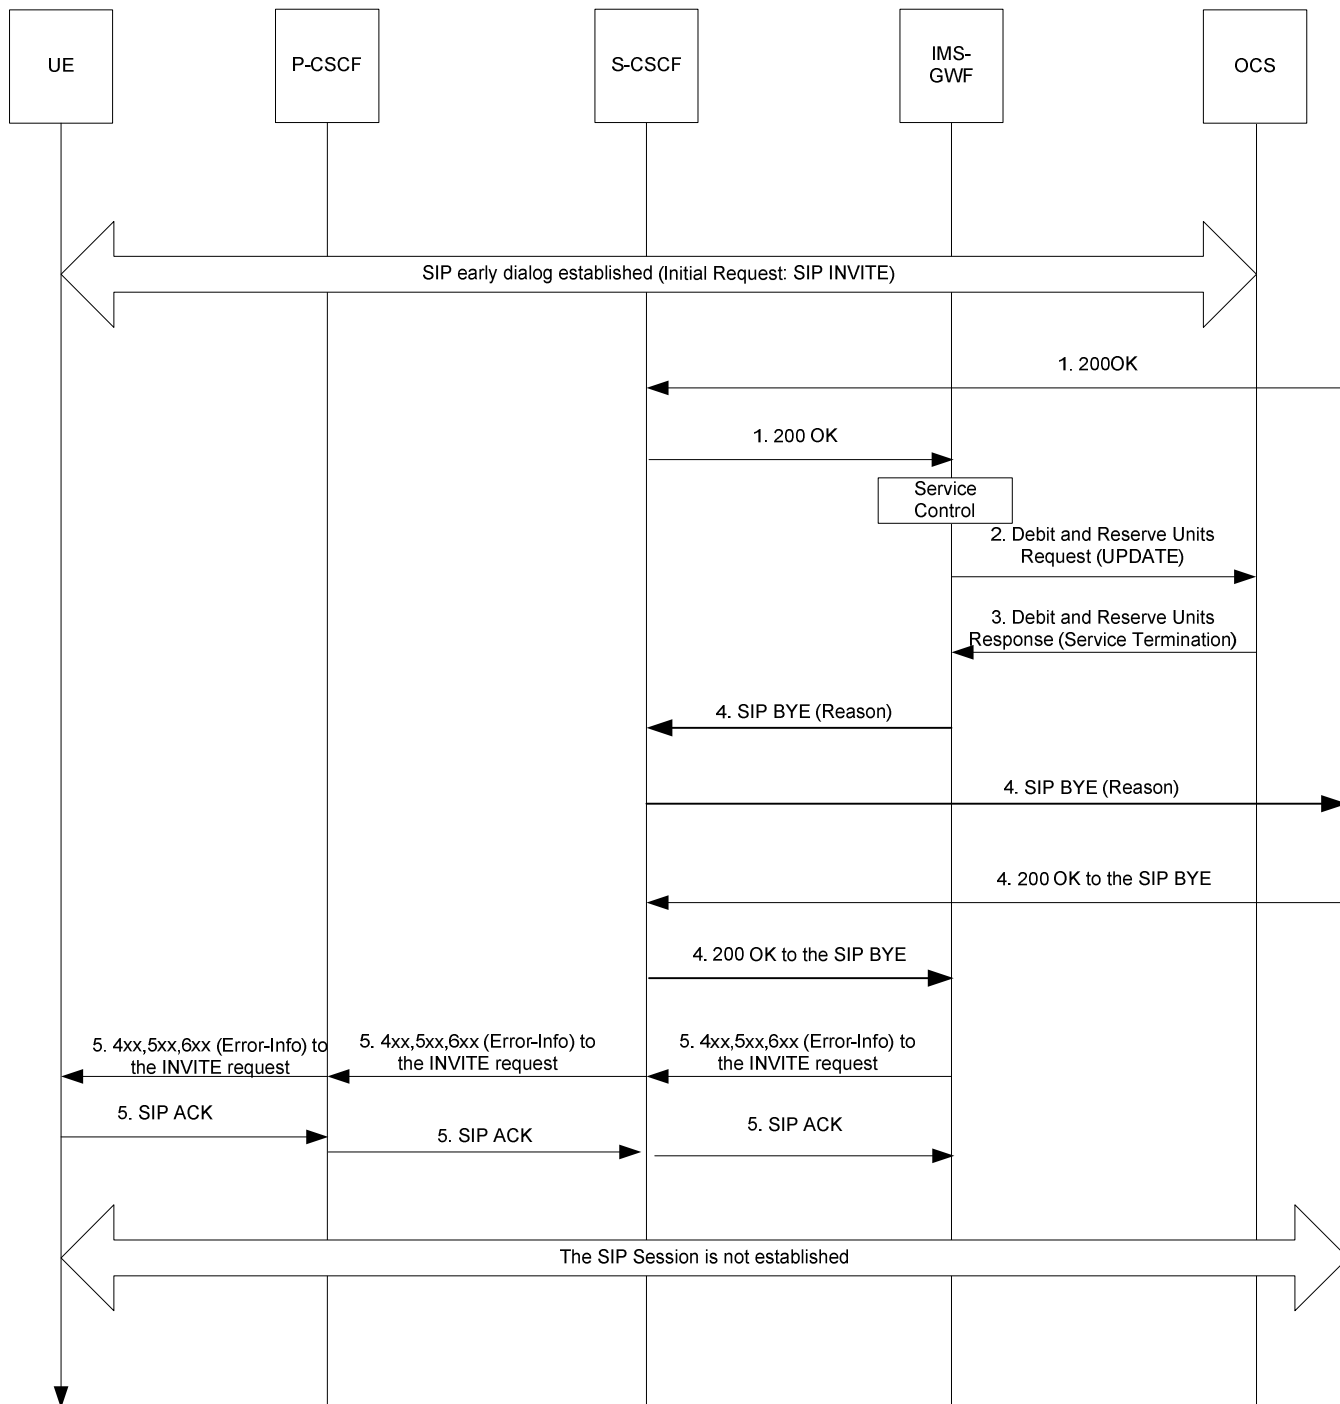 UE
P-CSCF
S-CSCF
IMS-
GWF
OCS
SIP early dialog established (Initial Request: SIP INVITE)
1. 200OK
1. 200 OK
Service
Control
2. Debit and Reserve Units
Request (UPDATE)
3. Debit and Reserve Units
Response (Service Termination)
4. SIP BYE (Reason)
4. SIP BYE (Reason)
4. 200 OK to the SIP BYE
4. 200 OK to the SIP BYE
5. 4xx,5xx,6xx (Error-Info) to
the INVITE request
5. 4xx,5xx,6xx (Error-Info) to
the INVITE request
5. 4xx,5xx,6xx (Error-Info) to
the INVITE request
5. SIP ACK
5. SIP ACK
5. SIP ACK
The SIP Session is not established